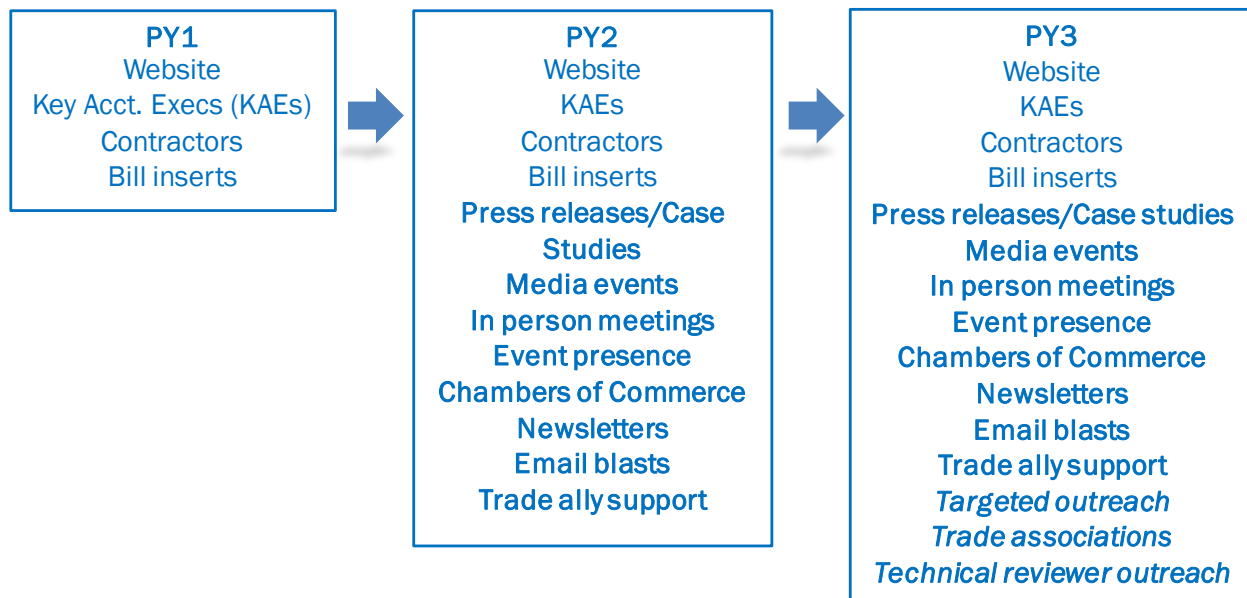 PY1
Website
Key Acct. Execs (KAEs)
Contractors
Bill inserts
PY2
Website
KAEs
Contractors
Bill inserts
Press releases/Case
Studies
Media events
In person meetings
Event presence
Chambers of Commerce
Newsletters
Email blasts
Trade ally support
PY3
Website
KAEs
Contractors
Bill inserts
Press releases/Case studies
Media events
In person meetings
Event presence
Chambers of Commerce
Newsletters
Email blasts
Trade ally support
Targeted outreach
Trade associations
Technical reviewer outreach